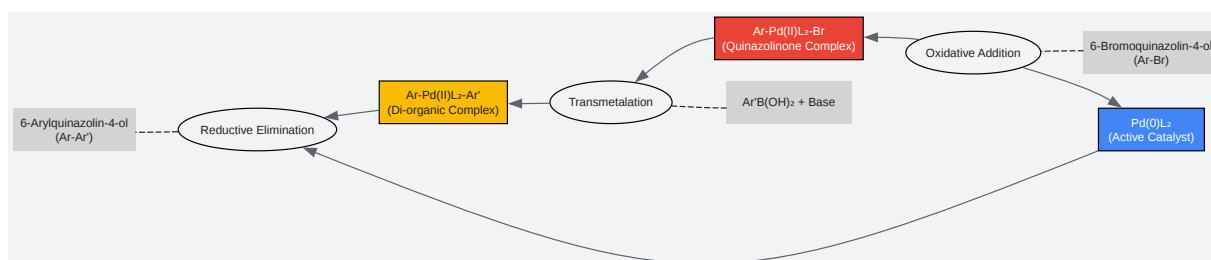 Ar-Pd(II)L₂-Br
(Quinazolinone Complex)
Oxidative Addition
6-Bromoquinazolin-4-ol
(Ar-Br)
Ar-Pd(II)L₂-Ar'
(Di-organic Complex)
Transmetalation
Ar'B(OH)₂ + Base
6-Arylquinazolin-4-ol
(Ar-Ar')
Reductive Elimination
Pd(0)L₂
(Active Catalyst)